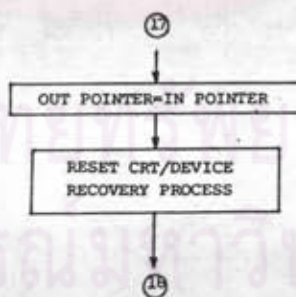 17
OUT POINTER=IN POINTER
RESET CRT/DEVICE
RECOVERY PROCESS
18